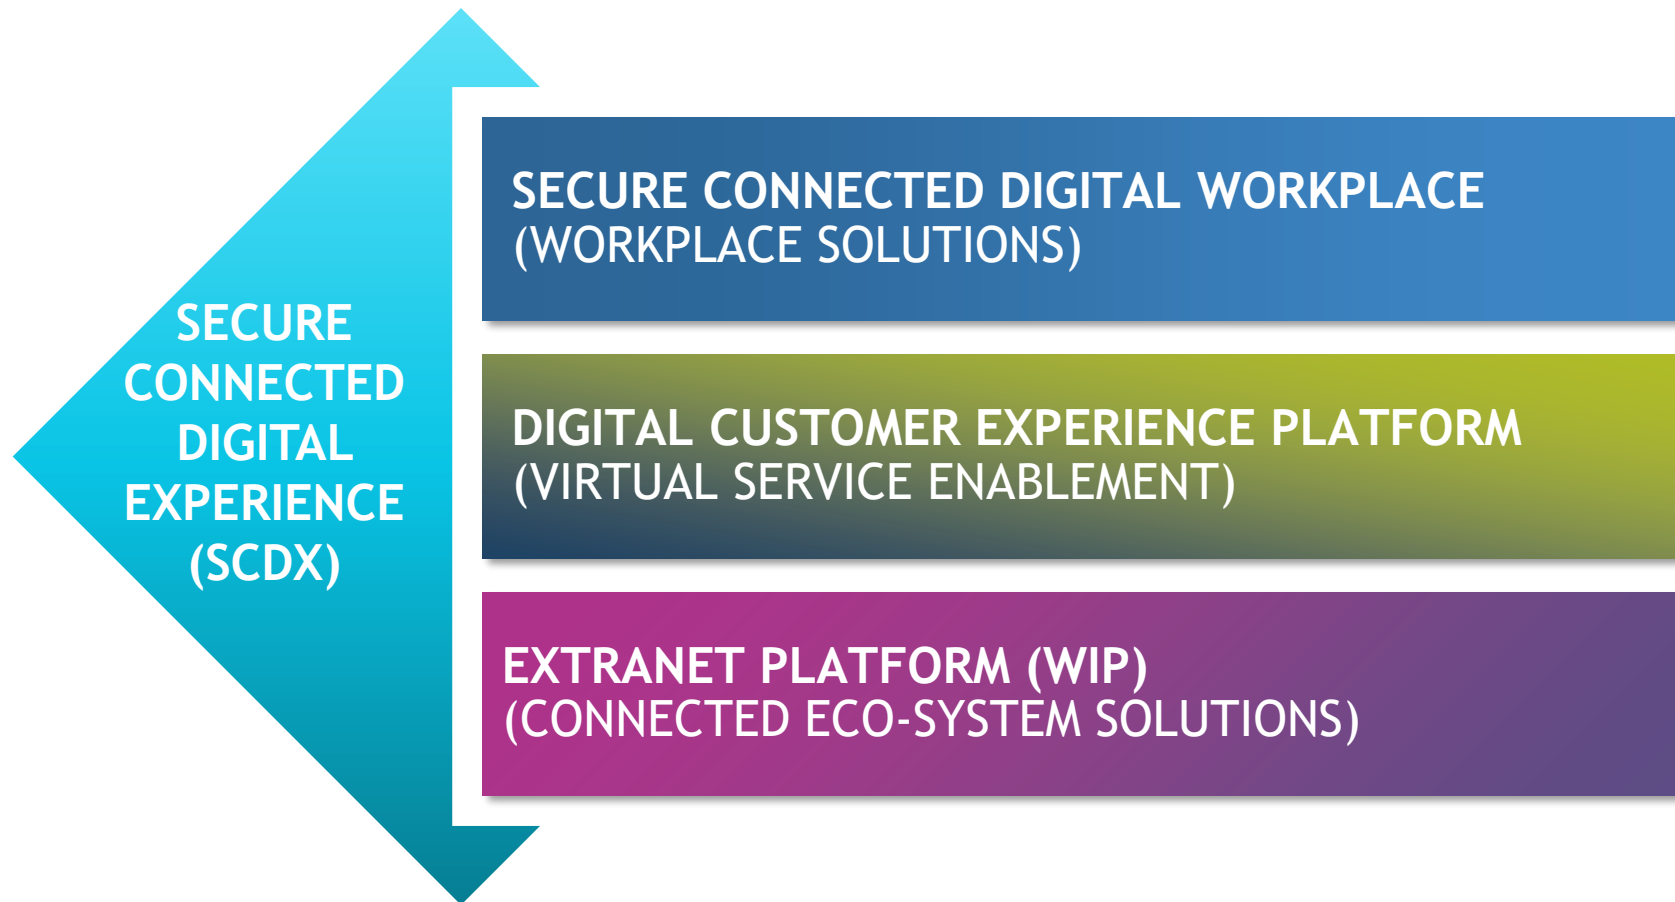 SECURE
CONNECTED
DIGITAL
EXPERIENCE
(SCDX)
SECURE CONNECTED DIGITAL WORKPLACE
(WORKPLACE SOLUTIONS)
DIGITAL CUSTOMER EXPERIENCE PLATFORM
(VIRTUAL SERVICE ENABLEMENT)
EXTRANET PLATFORM (WIP)
(CONNECTED ECO-SYSTEM SOLUTIONS)